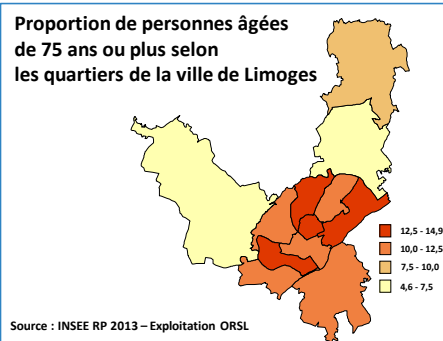 Proportion de personnes âgées
de 75 ans ou plus selon
les quartiers de la ville de Limoges
12,5 - 14,9
10,0 - 12,5
7,5 - 10,0
4,6 - 7,5
Source : INSEE RP 2013 – Exploitation ORSL